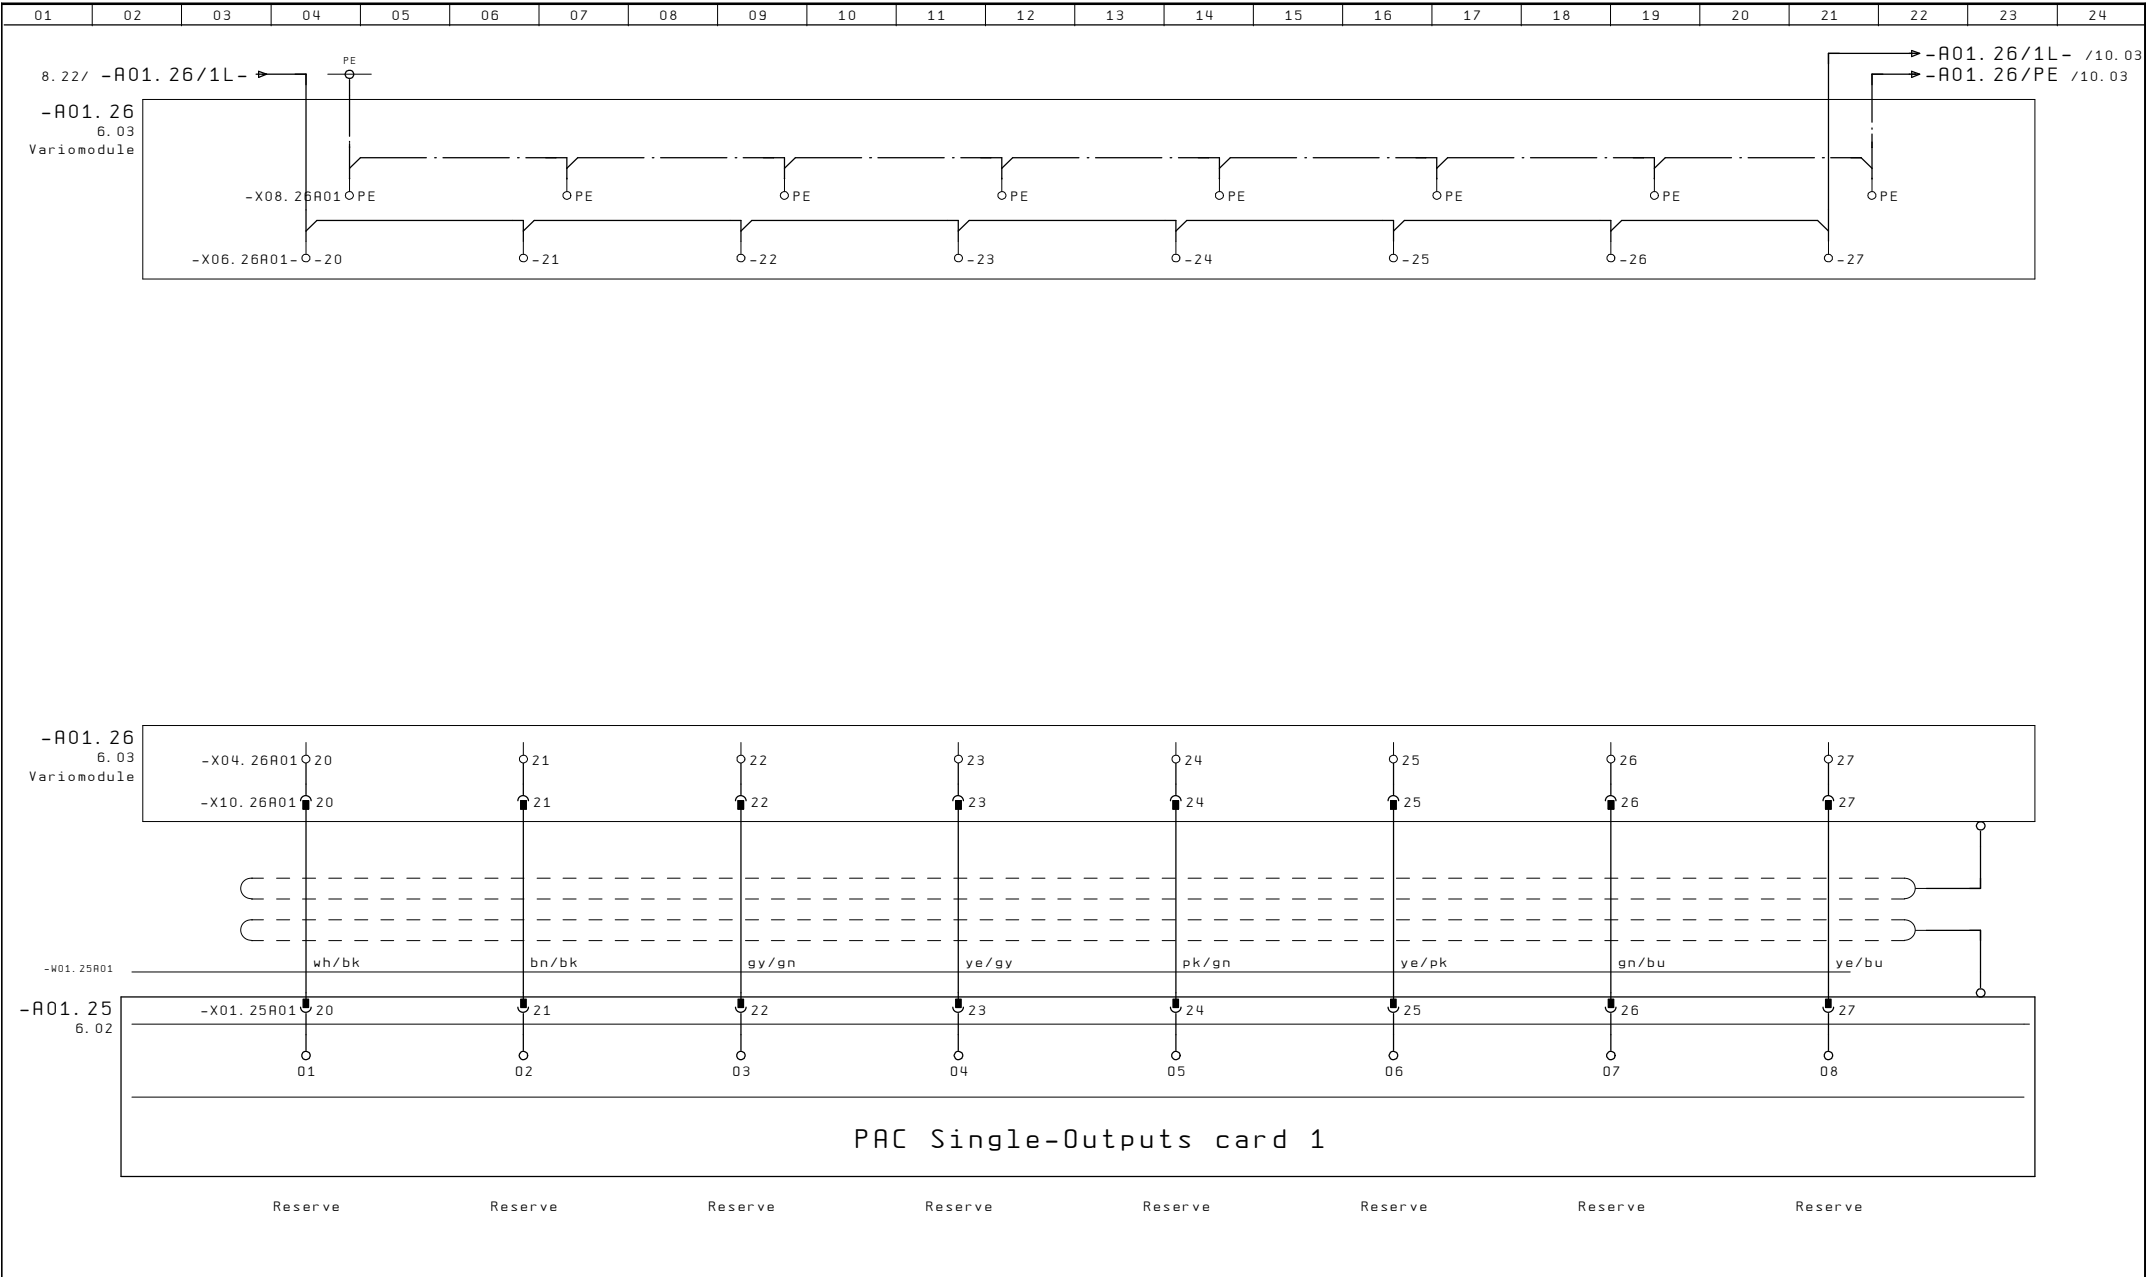 01 02 03 04 05 06 07 08 09 10 11 12 13 14 15 16 17 18 19 20 21 22 23 24
-A01.26/1L- /10.03
8.22/ -A01.26/1L- PE -A01.26/PE /10.03
-A01.26
6.03
Variomodule
-X08.26A01 PE PE PE PE PE PE PE PE
-X06.26A01- -20 -21 -22 -23 -24 -25 -26 -27
-A01.26
6.03
Variomodule
-X04.26A01 20 21 22 23 24 25 26 27
-X10.26A01 20 21 22 23 24 25 26 27
wh/bk bn/bk gy/gn ye/gy pk/gn ye/pk gn/bu ye/bu
-W01.25A01
-A01.25
6.02
-X01.25A01 20 21 22 23 24 25 26 27
01 02 03 04 05 06 07 08
PAC Single-Outputs card 1
Reserve Reserve Reserve Reserve Reserve Reserve Reserve Reserve